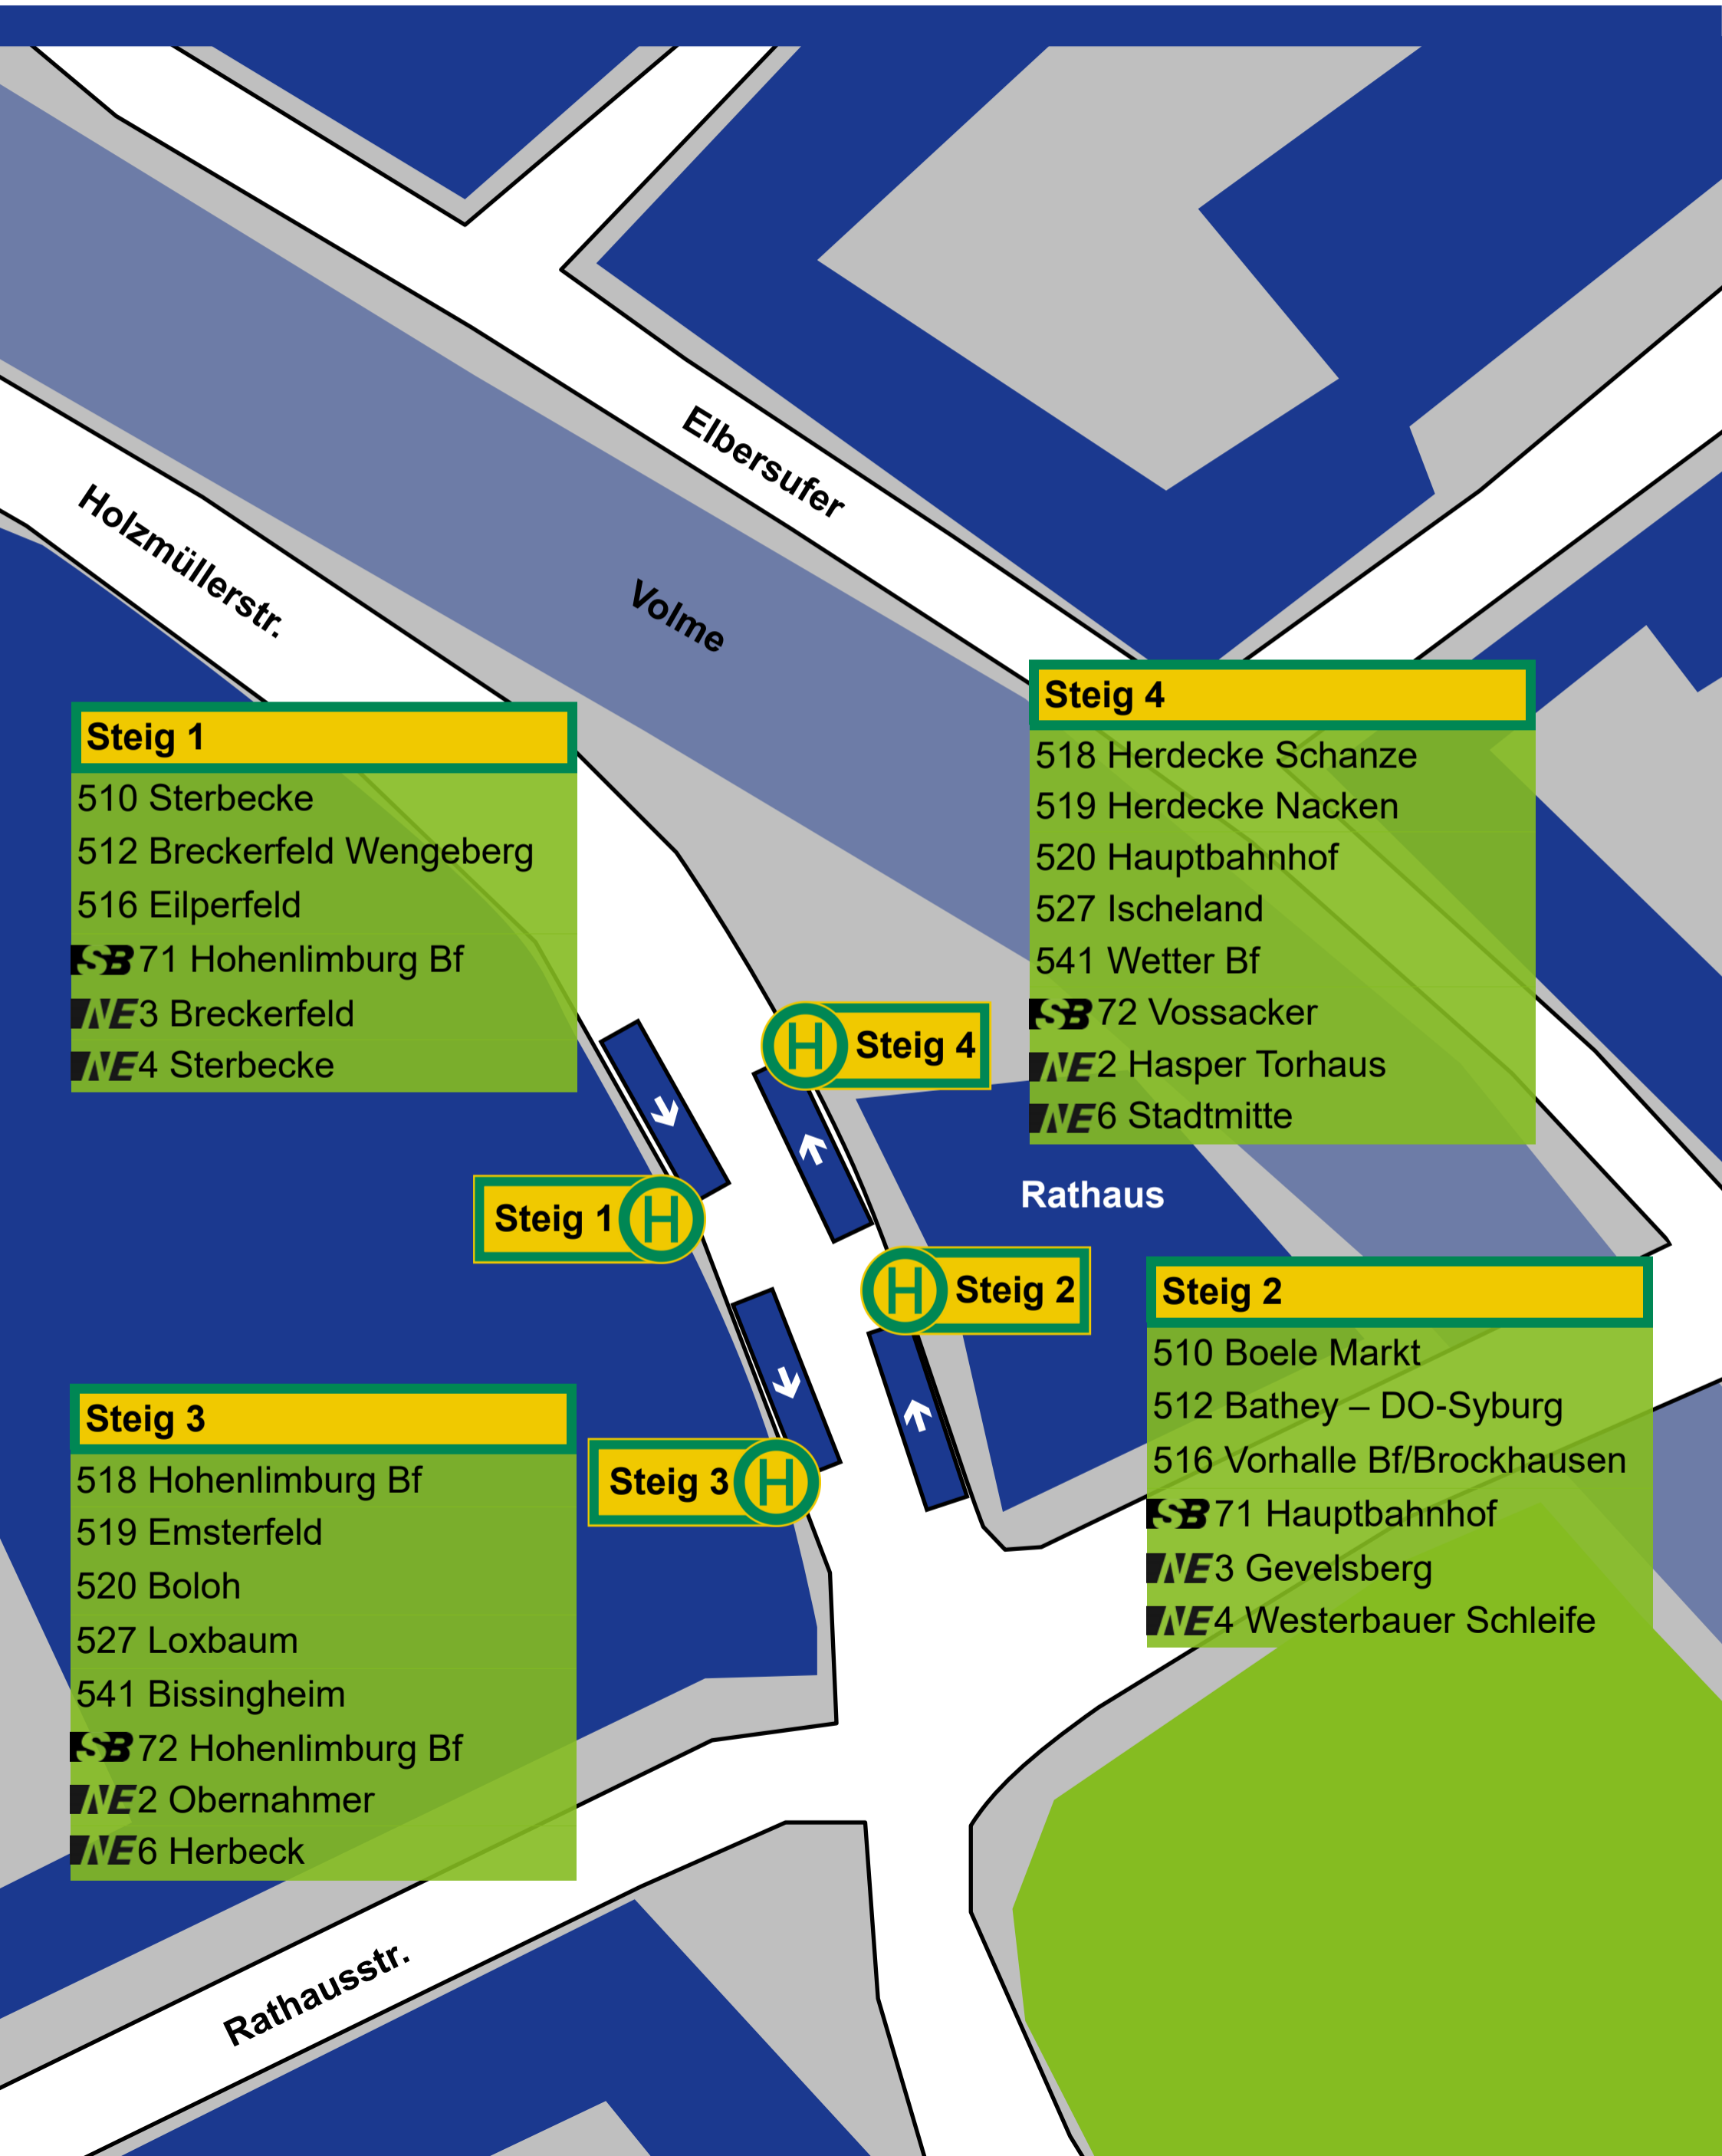 Elbersufer
Holzmüllerstr.
Volme
Steig 4
518 Herdecke Schanze
519 Herdecke Nacken
520 Hauptbahnhof
527 Ischeland
541 Wetter Bf
SB 72 Vossacker
NE 2 Hasper Torhaus
NE 6 Stadtmitte
Steig 1
510 Sterbecke
512 Breckerfeld Wengeberg
516 Eilperfeld
SB 71 Hohenlimburg Bf
NE 3 Breckerfeld
NE 4 Sterbecke
H Steig 4
Rathaus
Steig 1 H
H Steig 2
Steig 2
510 Boele Markt
512 Bathey – DO-Syburg
516 Vorhalle Bf/Brockhausen
SB 71 Hauptbahnhof
NE 3 Gevelsberg
NE 4 Westerbauer Schleife
Steig 3
518 Hohenlimburg Bf
519 Emsterfeld
520 Boloh
527 Loxbaum
541 Bissingheim
SB 72 Hohenlimburg Bf
NE 2 Obernahmer
NE 6 Herbeck
Steig 3 H
Rathausstr.